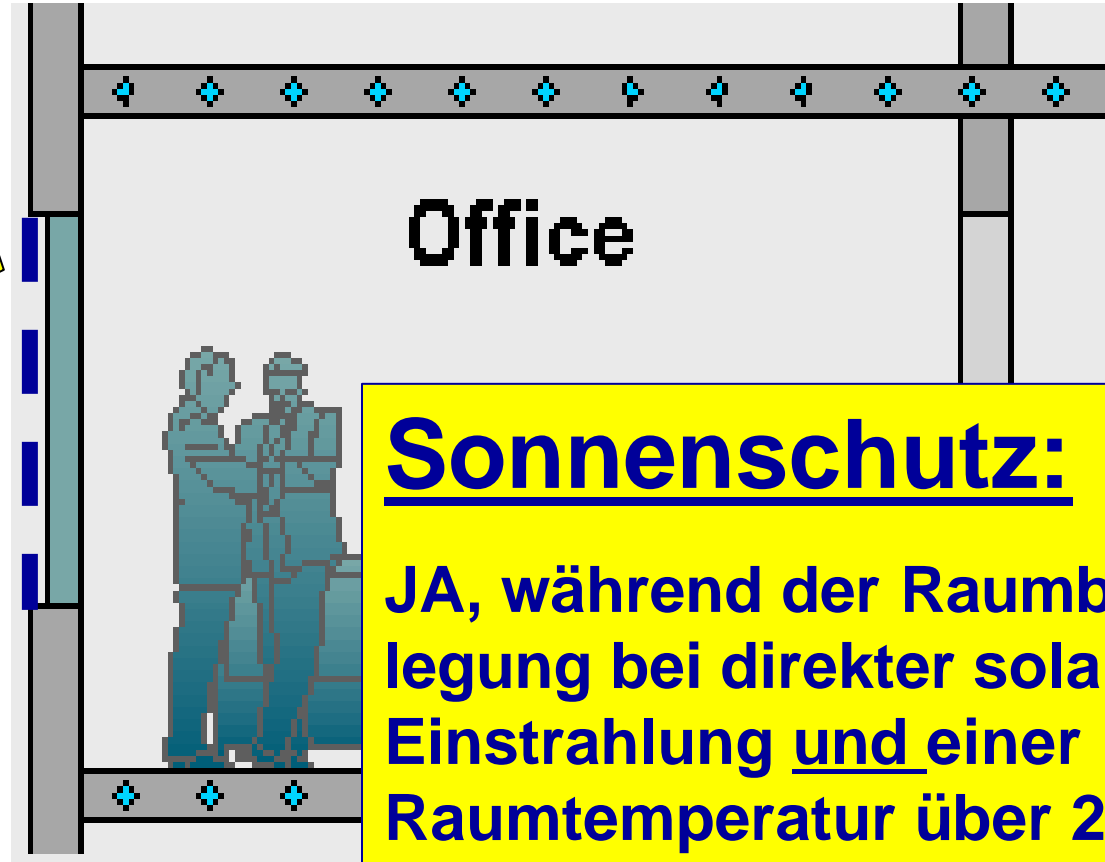 Office
Sonnenschutz:
JA, während der Raumb
legung bei direkter sola
Einstrahlung und einer
Raumtemperatur über 2